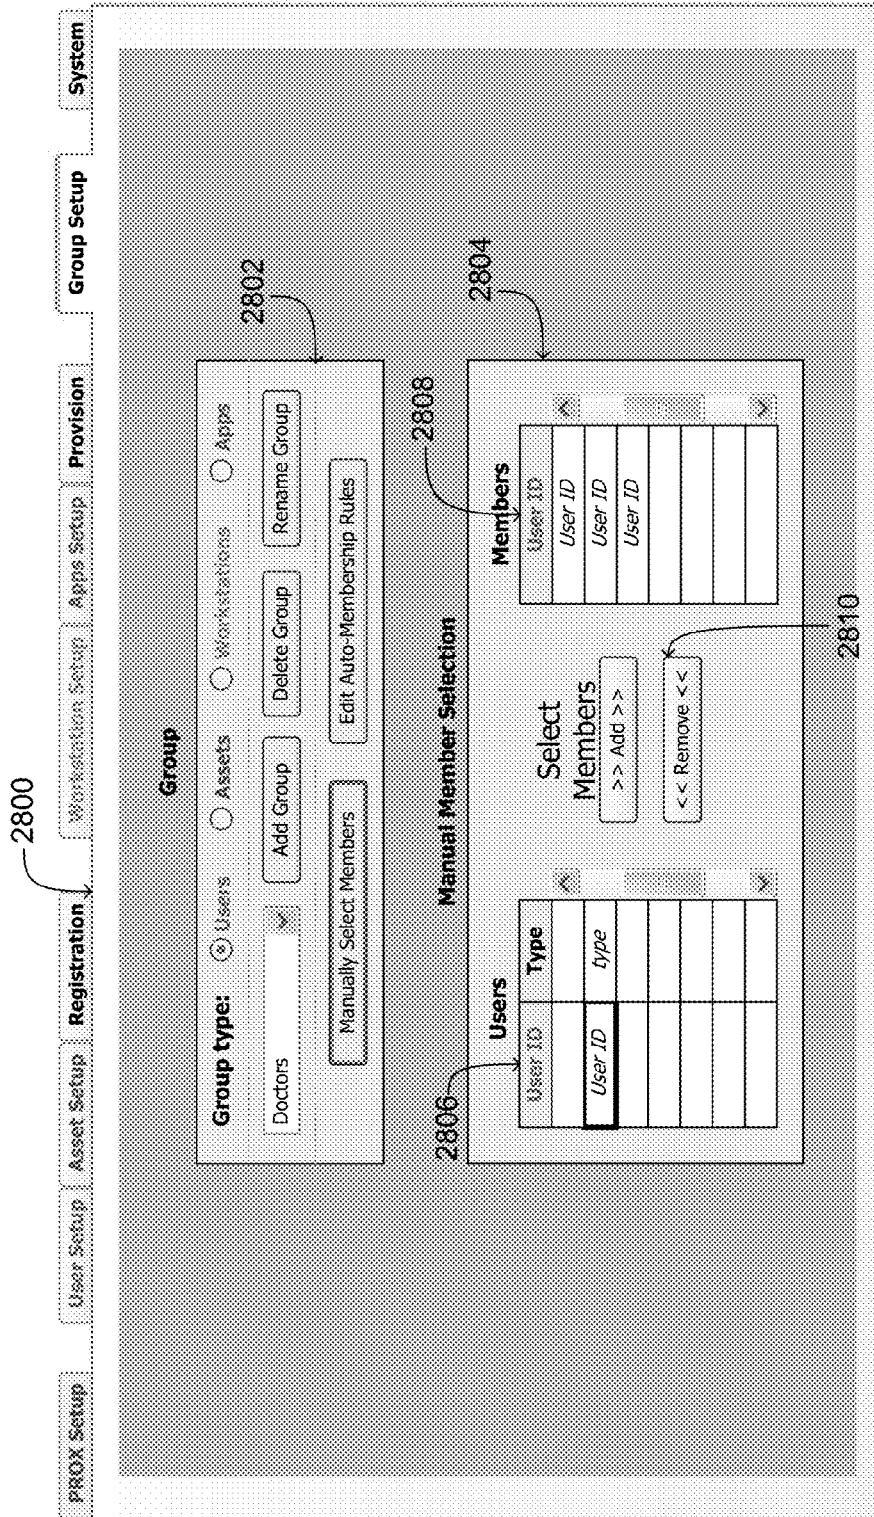 2800
PROX Setup User Setup Asset Setup Registration Workstation Setup Apps Setup Provision Group Setup System
Group
Group type: Users Assets Workstations Apps
2802
Doctors Add Group Delete Group Rename Group
Manually Select Members Edit Auto-Membership Rules
2804
Manual Member Selection
2806
2808
Users
Select
Members
Members
User ID Type
User ID
User ID
User ID type
>> Add >>
User ID
User ID
<< Remove <<
2810